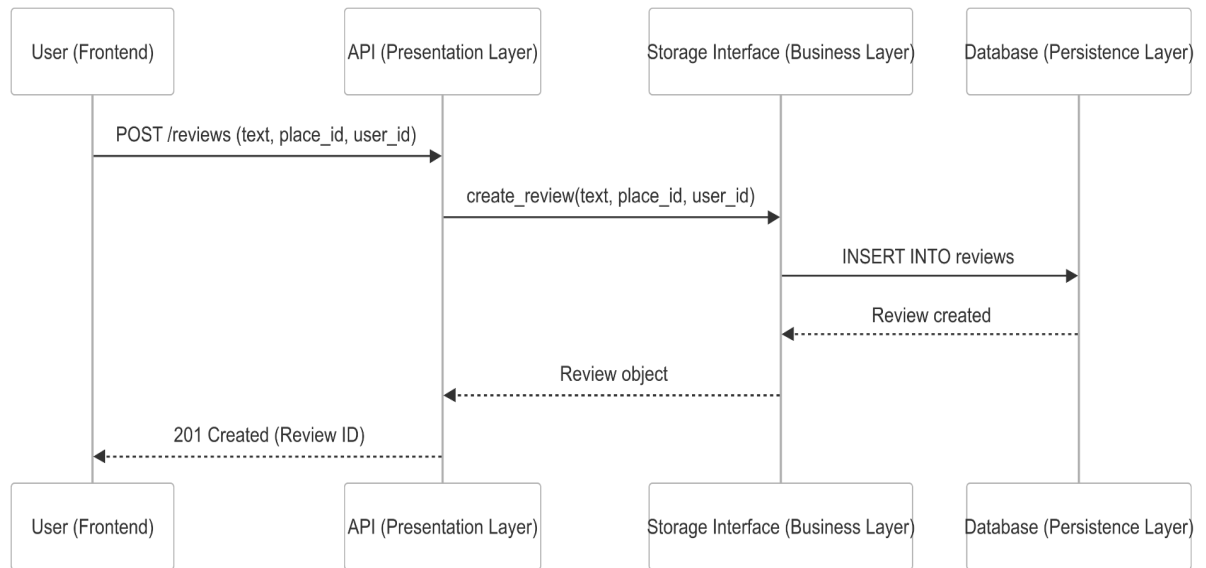 User (Frontend)
API (Presentation Layer)
Storage Interface (Business Layer)
Database (Persistence Layer)
POST /reviews (text, place_id, user_id)
create_review(text, place_id, user_id)
INSERT INTO reviews
Review created
Review object
201 Created (Review ID)
User (Frontend)
API (Presentation Layer)
Storage Interface (Business Layer)
Database (Persistence Layer)